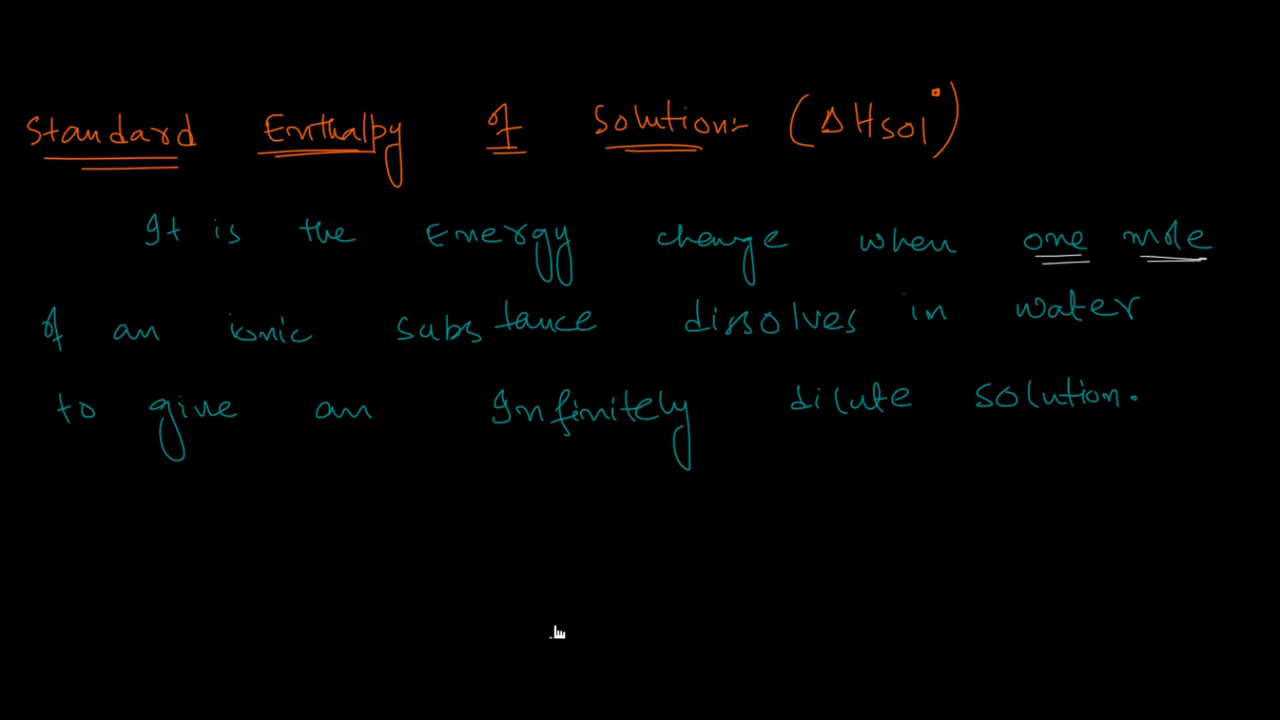 Standard Enthalpy of Solution:- (ΔHsol°)
It is the Energy change when one mole
of an ionic substance dissolves in water
to give an Infinitely dilute solution.